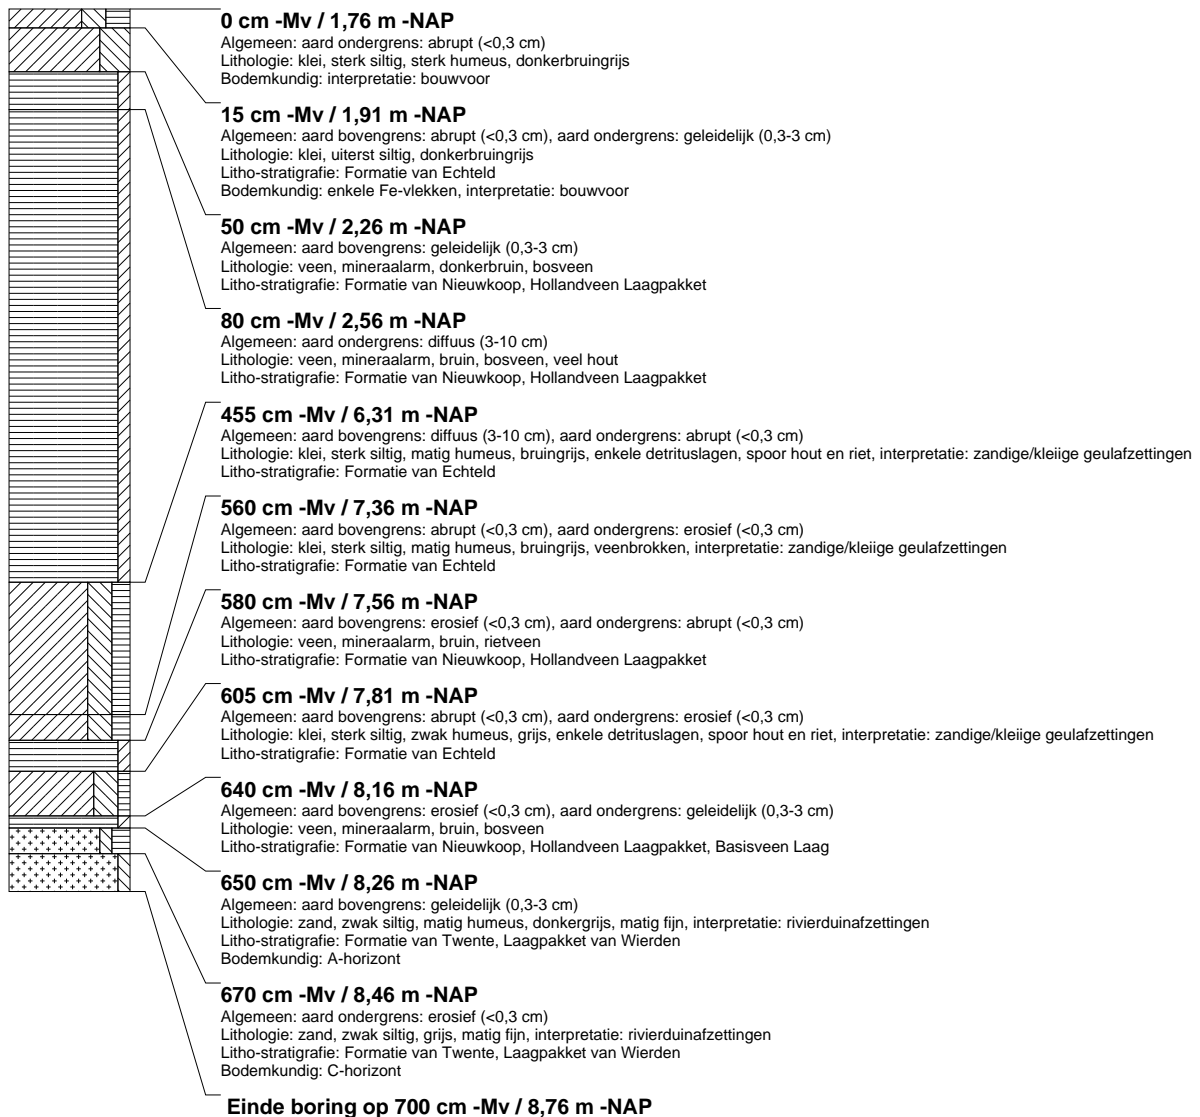 0 cm -Mv / 1,76 m -NAP
Algemeen: aard ondergrens: abrupt (<0,3 cm)
Lithologie: klei, sterk siltig, sterk humeus, donkerbruingrijs
Bodemkundig: interpretatie: bouwvoor
15 cm -Mv / 1,91 m -NAP
Algemeen: aard bovengrens: abrupt (<0,3 cm), aard ondergrens: geleidelijk (0,3-3 cm)
Lithologie: klei, uiterst siltig, donkerbruingrijs
Litho-stratigrafie: Formatie van Echteld
Bodemkundig: enkele Fe-vlekken, interpretatie: bouwvoor
50 cm -Mv / 2,26 m -NAP
Algemeen: aard bovengrens: geleidelijk (0,3-3 cm)
Lithologie: veen, mineraalarm, donkerbruin, bosveen
Litho-stratigrafie: Formatie van Nieuwkoop, Hollandveen Laagpakket
80 cm -Mv / 2,56 m -NAP
Algemeen: aard ondergrens: diffuus (3-10 cm)
Lithologie: veen, mineraalarm, bruin, bosveen, veel hout
Litho-stratigrafie: Formatie van Nieuwkoop, Hollandveen Laagpakket
455 cm -Mv / 6,31 m -NAP
Algemeen: aard bovengrens: diffuus (3-10 cm), aard ondergrens: abrupt (<0,3 cm)
Lithologie: klei, sterk siltig, matig humeus, bruingrijs, enkele detrituslagen, spoor hout en riet, interpretatie: zandige/kleiige geulafzettingen
Litho-stratigrafie: Formatie van Echteld
560 cm -Mv / 7,36 m -NAP
Algemeen: aard bovengrens: abrupt (<0,3 cm), aard ondergrens: erosief (<0,3 cm)
Lithologie: klei, sterk siltig, matig humeus, bruingrijs, veenbrokken, interpretatie: zandige/kleiige geulafzettingen
Litho-stratigrafie: Formatie van Echteld
580 cm -Mv / 7,56 m -NAP
Algemeen: aard bovengrens: erosief (<0,3 cm), aard ondergrens: abrupt (<0,3 cm)
Lithologie: veen, mineraalarm, bruin, rietveen
Litho-stratigrafie: Formatie van Nieuwkoop, Hollandveen Laagpakket
605 cm -Mv / 7,81 m -NAP
Algemeen: aard bovengrens: abrupt (<0,3 cm), aard ondergrens: erosief (<0,3 cm)
Lithologie: klei, sterk siltig, zwak humeus, grijs, enkele detrituslagen, spoor hout en riet, interpretatie: zandige/kleiige geulafzettingen
Litho-stratigrafie: Formatie van Echteld
640 cm -Mv / 8,16 m -NAP
Algemeen: aard bovengrens: erosief (<0,3 cm), aard ondergrens: geleidelijk (0,3-3 cm)
Lithologie: veen, mineraalarm, bruin, bosveen
Litho-stratigrafie: Formatie van Nieuwkoop, Hollandveen Laagpakket, Basisveen Laag
650 cm -Mv / 8,26 m -NAP
Algemeen: aard bovengrens: geleidelijk (0,3-3 cm)
Lithologie: zand, zwak siltig, matig humeus, donkergrijs, matig fijn, interpretatie: rivierduinafzettingen
Litho-stratigrafie: Formatie van Twente, Laagpakket van Wierden
Bodemkundig: A-horizont
670 cm -Mv / 8,46 m -NAP
Algemeen: aard ondergrens: erosief (<0,3 cm)
Lithologie: zand, zwak siltig, grijs, matig fijn, interpretatie: rivierduinafzettingen
Litho-stratigrafie: Formatie van Twente, Laagpakket van Wierden
Bodemkundig: C-horizont
Einde boring op 700 cm -Mv / 8,76 m -NAP